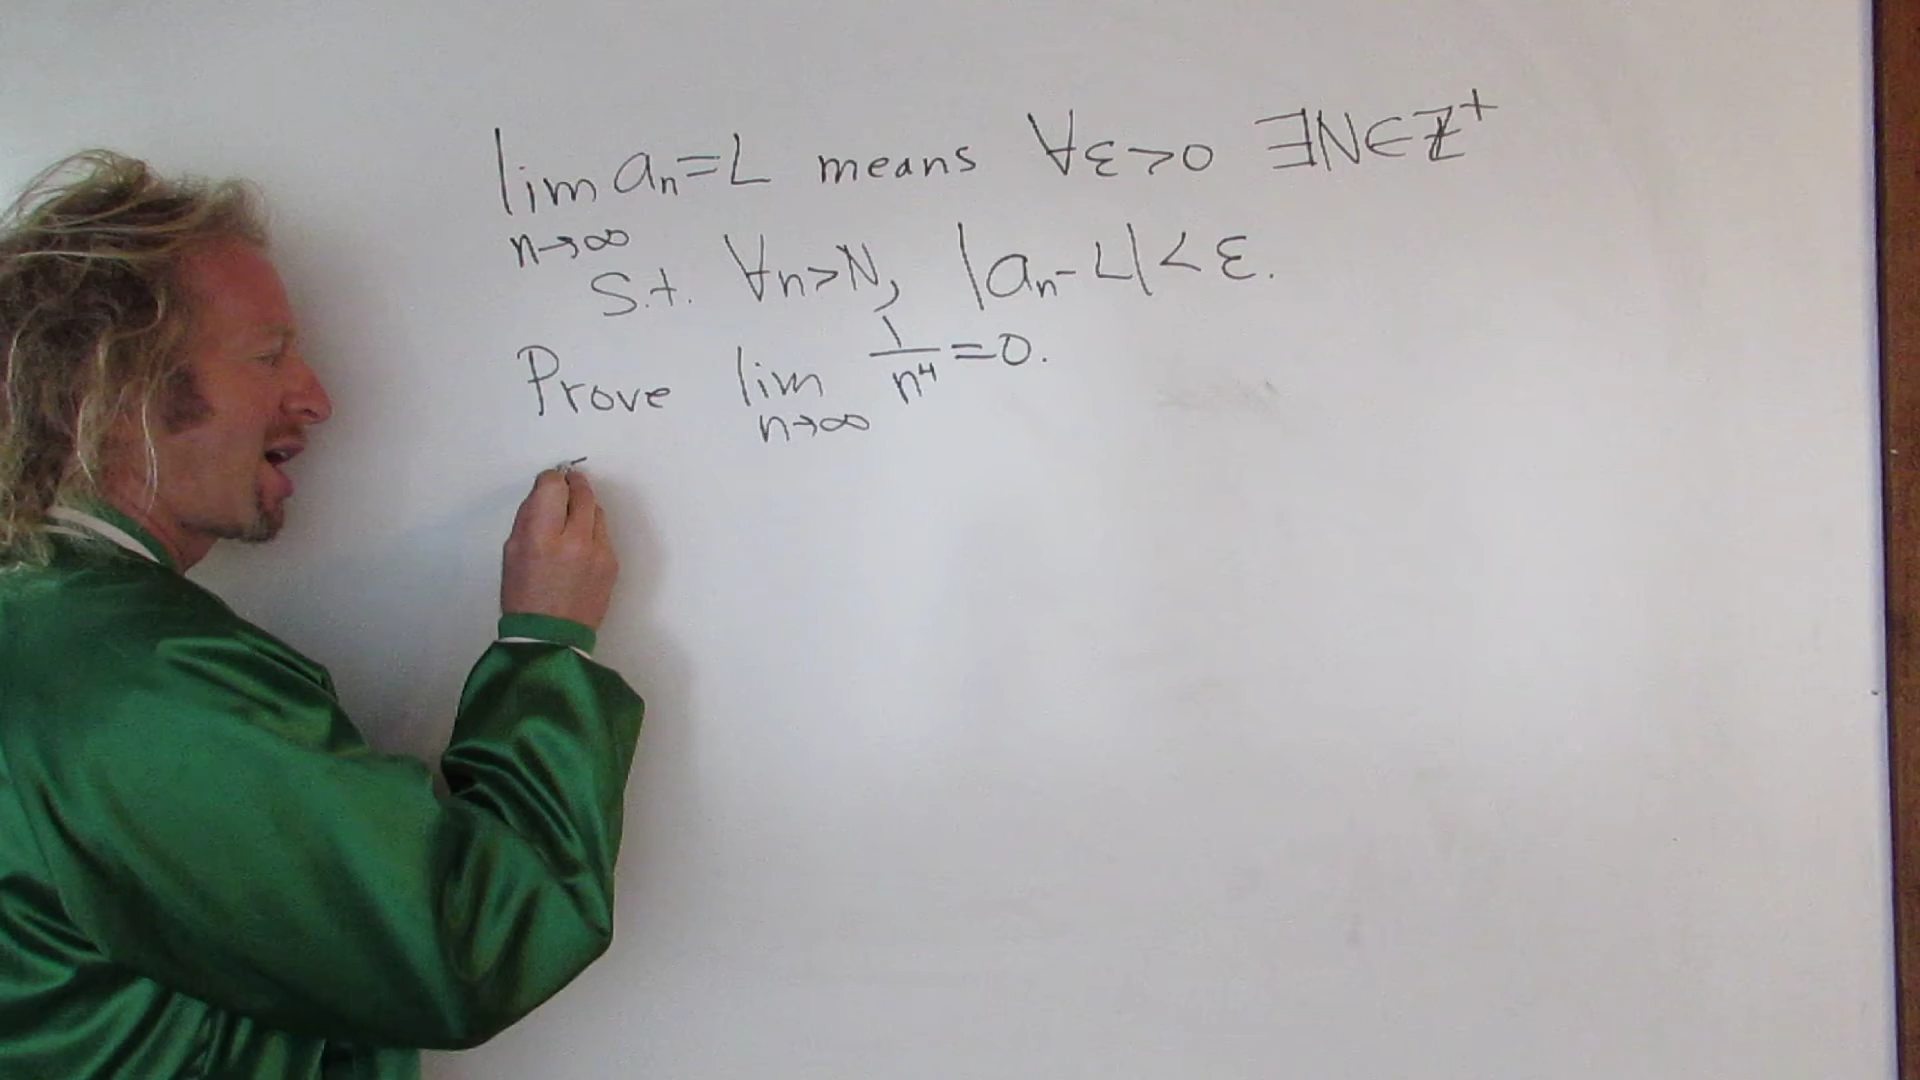 lim aₙ=L means ∀ε>0 ∃N∈ℤ⁺
n→∞
s.t. ∀n>N, |aₙ-L|<ε.
Prove lim 1/n⁴=0.
n→∞